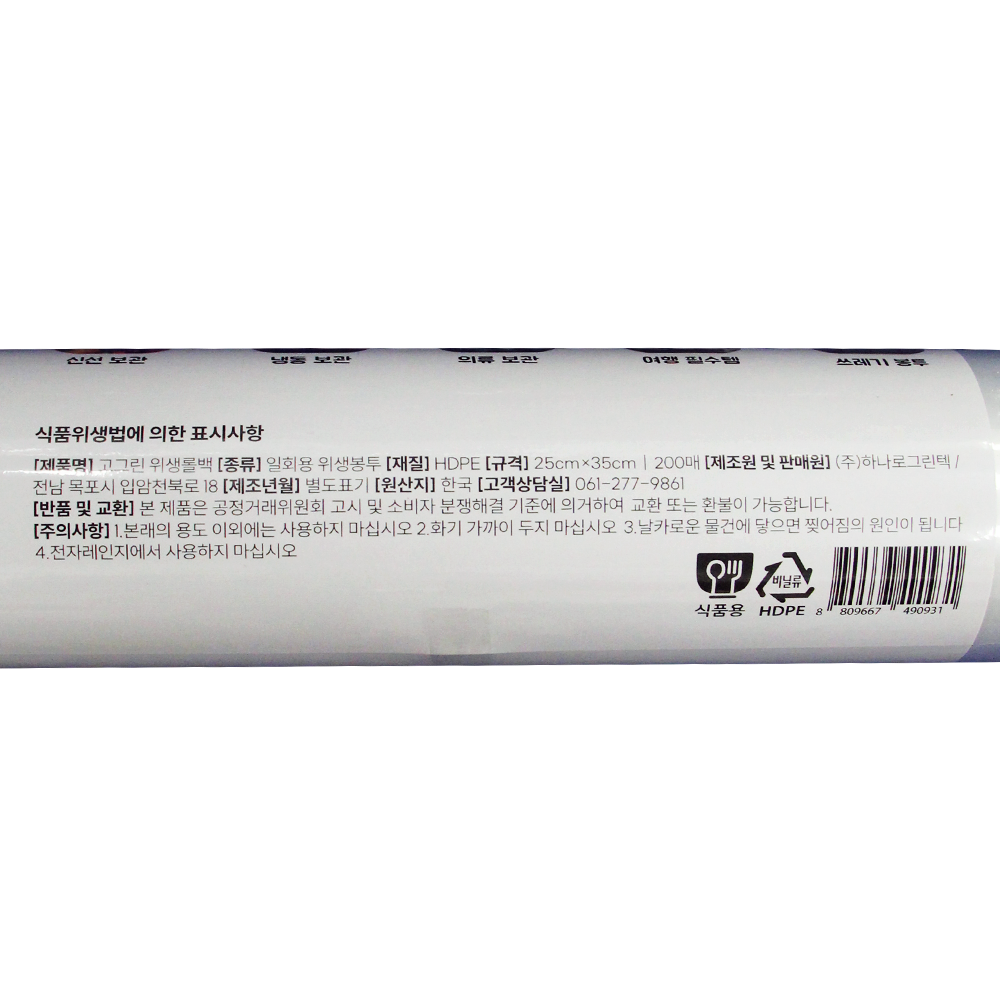 신선 보관 냉동 보관 의류 보관 여행 필수템 쓰레기 봉투
식품위생법에 의한 표시사항
[제품명] 고그린 위생롤백 [종류] 일회용 위생봉투 [재질] HDPE [규격] 25cm×35cm | 200매 [제조원 및 판매원] (주)하나로그린텍 /
전남 목포시 입암천북로 18 [제조년월] 별도표기 [원산지] 한국 [고객상담실] 061-277-9861
[반품 및 교환] 본 제품은 공정거래위원회 고시 및 소비자 분쟁해결 기준에 의거하여 교환 또는 환불이 가능합니다.
[주의사항] 1.본래의 용도 이외에는 사용하지 마십시오 2.화기 가까이 두지 마십시오 3.날카로운 물건에 닿으면 찢어짐의 원인이 됩니다
4.전자레인지에서 사용하지 마십시오
비닐류
식품용 HDPE 8 809667 490931